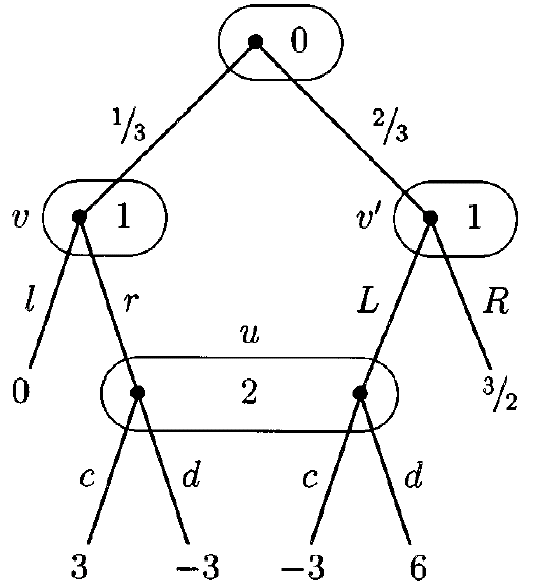 0
1/3 2/3
v 1 v′ 1
l r L R
u
0 2 3/2
c d c d
3 −3 −3 6